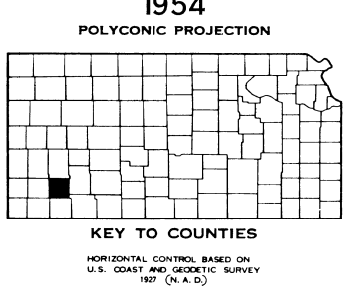 1954
POLYCONIC PROJECTION
KEY TO COUNTIES
HORIZONTAL CONTROL BASED ON
U.S. COAST AND GEODETIC SURVEY
1927 (N. A. D.)